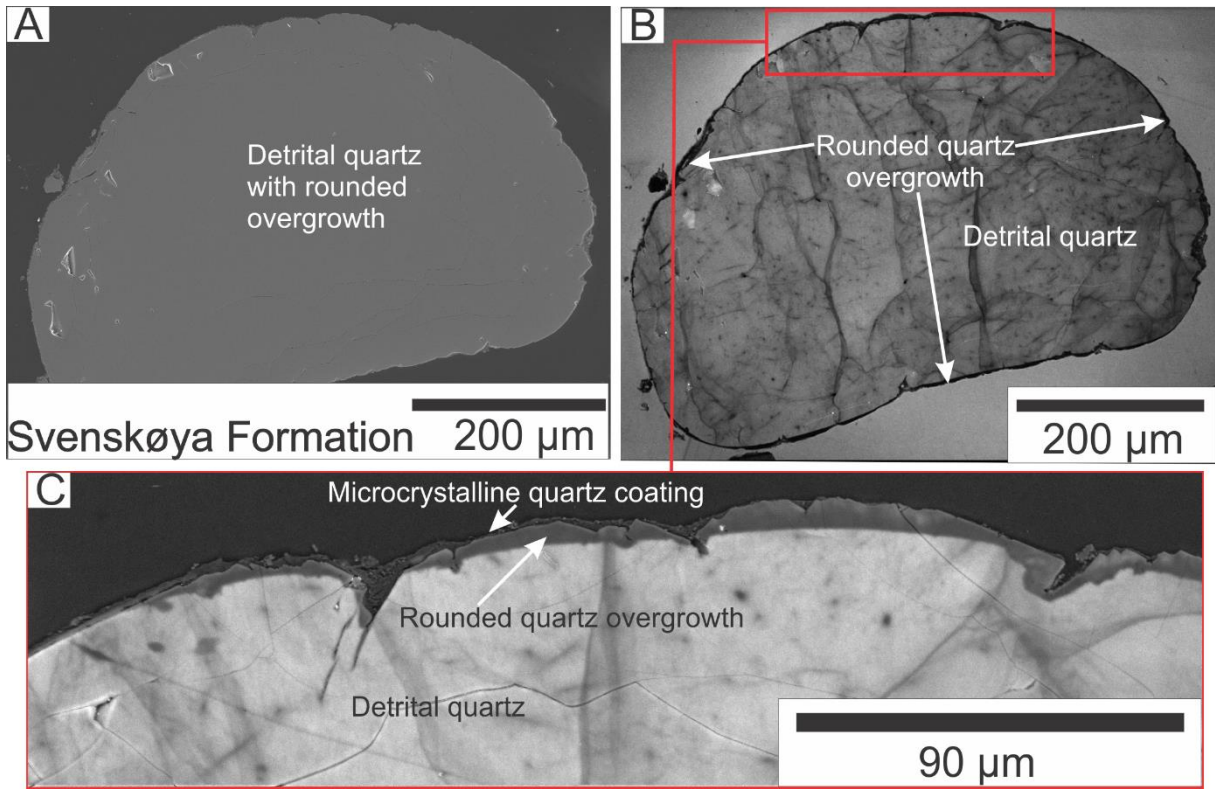 A
Detrital quartz
with rounded
overgrowth
Svenskøya Formation
200 µm
B
Rounded quartz
overgrowth
Detrital quartz
200 µm
C
Microcrystalline quartz coating
Rounded quartz overgrowth
Detrital quartz
90 µm